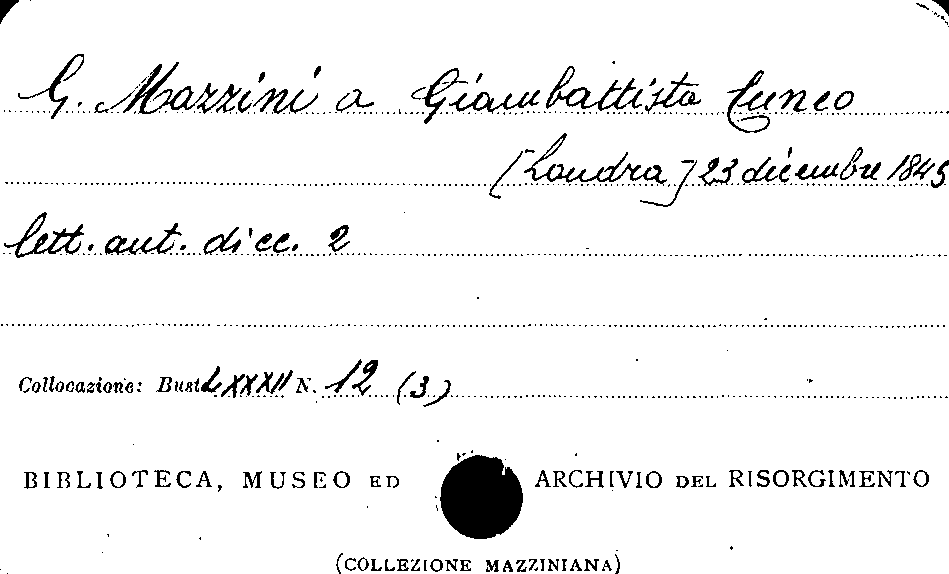 G. Mazzini a Giambattista Cuneo
[Londra] 23 dicembre 1845
lett. aut. di cc. 2
Collocazione: Busta LXXXII N. 12 (3)
BIBLIOTECA, MUSEO ED ARCHIVIO DEL RISORGIMENTO
(COLLEZIONE MAZZINIANA)